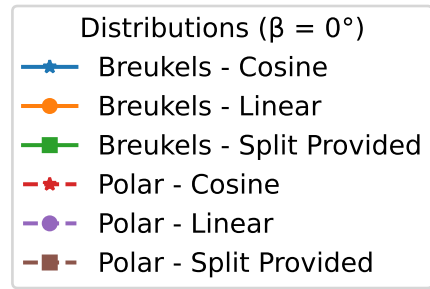 Distributions (β = 0°)
Breukels - Cosine
Breukels - Linear
Breukels - Split Provided
Polar - Cosine
Polar - Linear
Polar - Split Provided